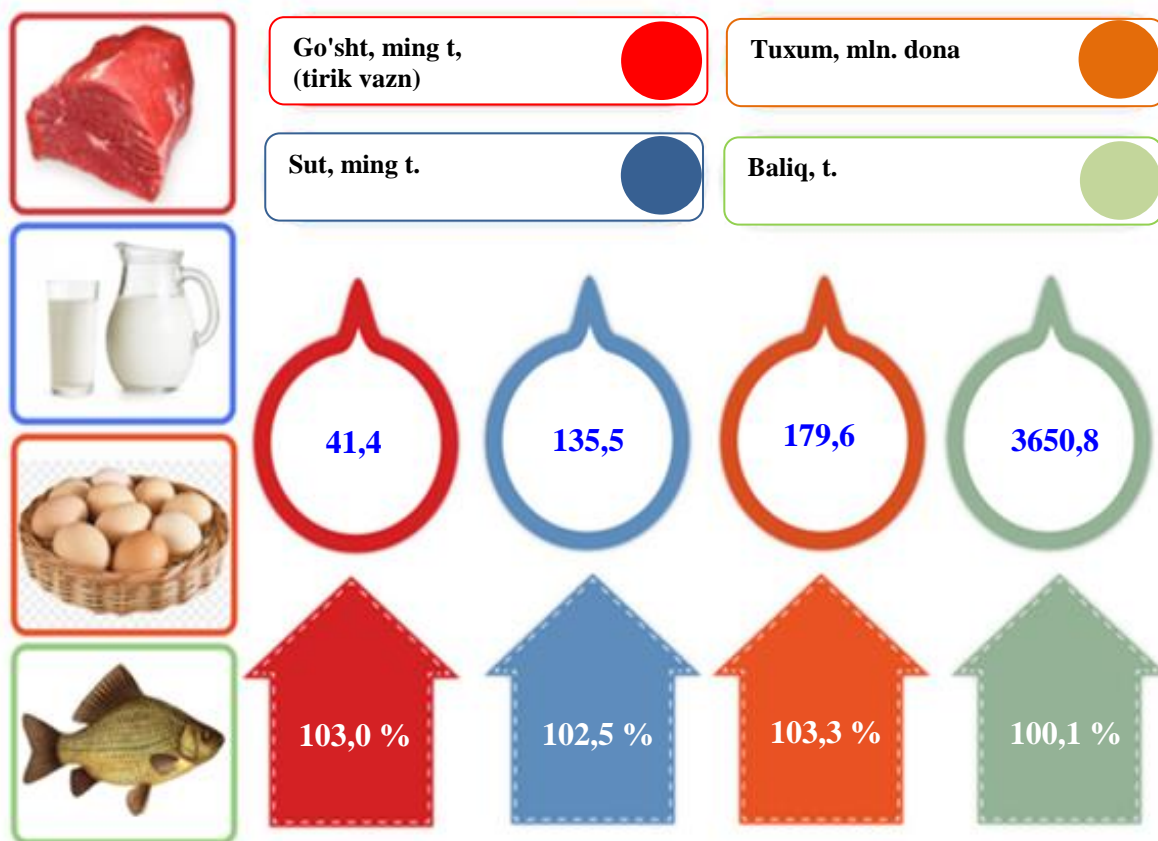 Go'sht, ming t,
(tirik vazn)
Tuxum, mln. dona
Sut, ming t.
Baliq, t.
41,4
135,5
179,6
3650,8
103,0 %
102,5 %
103,3 %
100,1 %